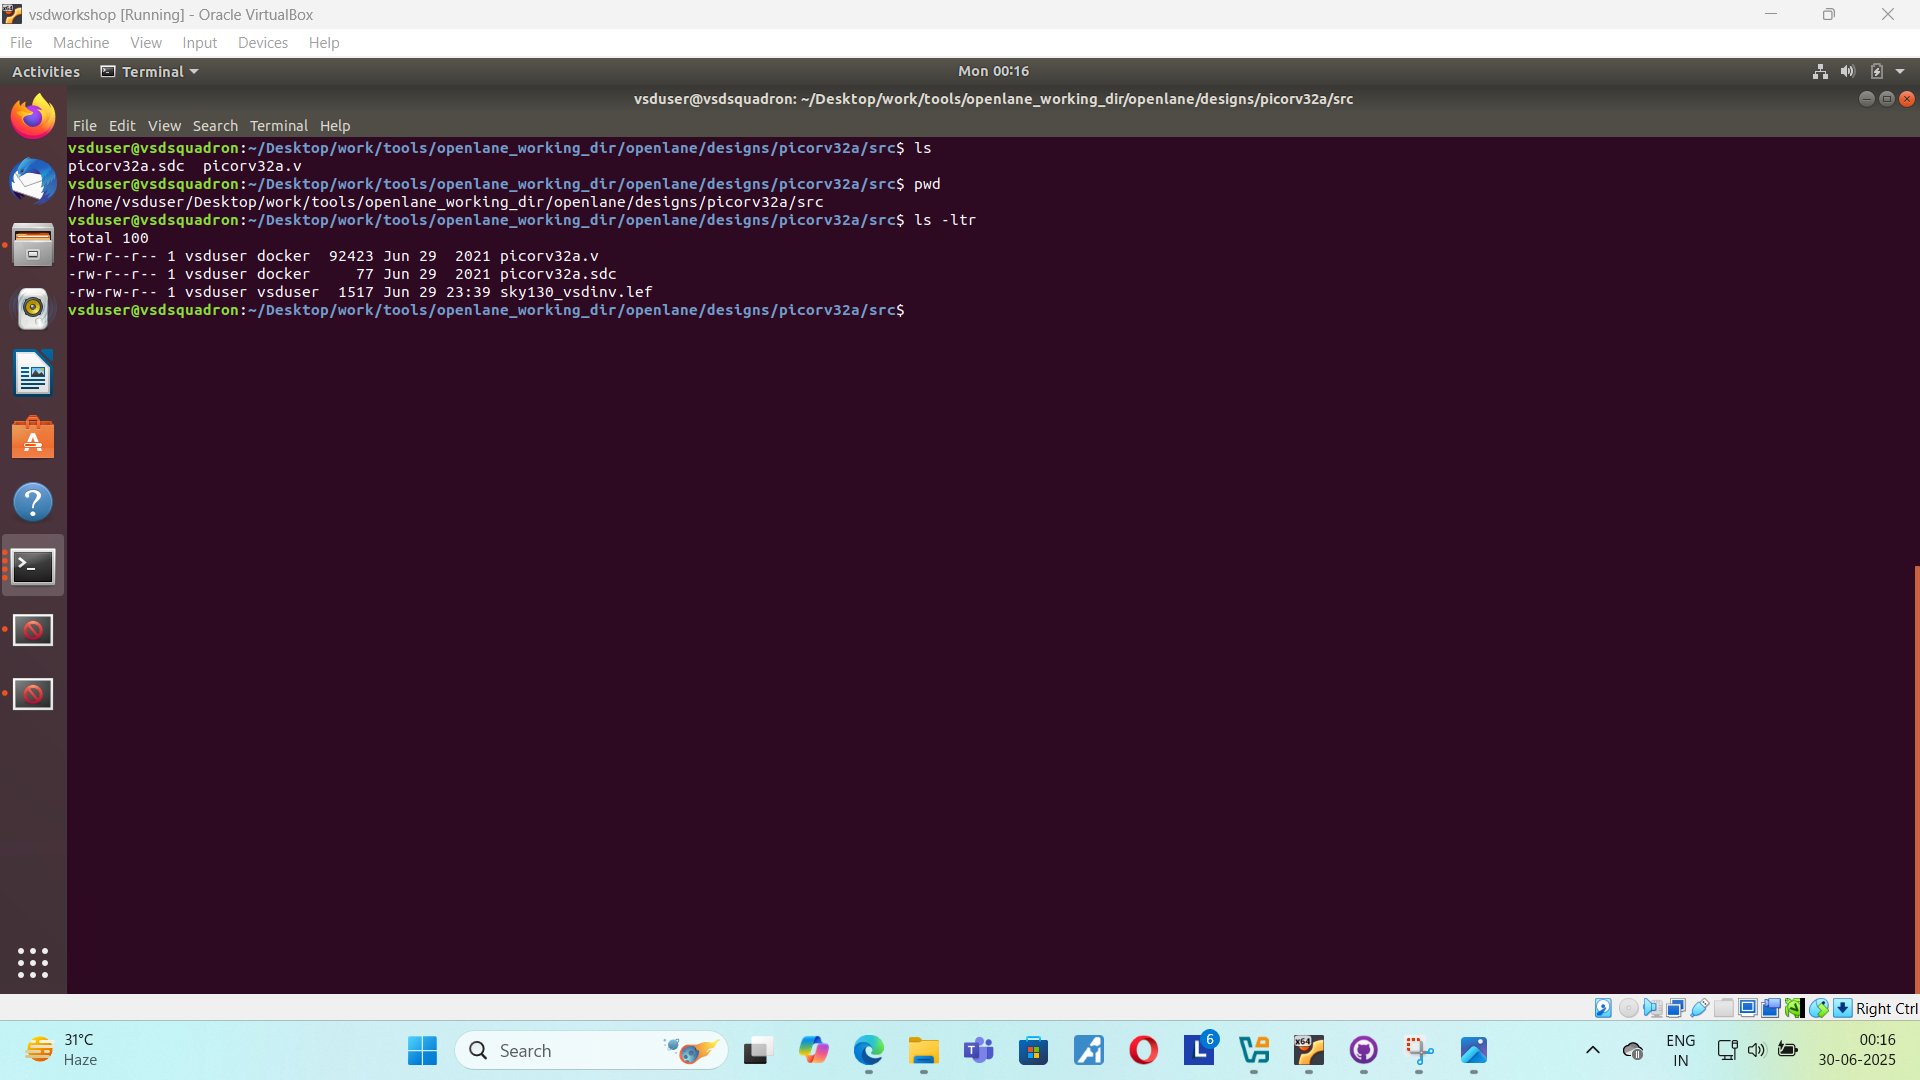 vsdworkshop [Running] - Oracle VirtualBox
File Machine View Input Devices Help
Activities Terminal Mon 00:16
vsduser@vsdsquadron: ~/Desktop/work/tools/openlane_working_dir/openlane/designs/picorv32a/src
File Edit View Search Terminal Help
vsduser@vsdsquadron:~/Desktop/work/tools/openlane_working_dir/openlane/designs/picorv32a/src$ ls
picorv32a.sdc  picorv32a.v
vsduser@vsdsquadron:~/Desktop/work/tools/openlane_working_dir/openlane/designs/picorv32a/src$ pwd
/home/vsduser/Desktop/work/tools/openlane_working_dir/openlane/designs/picorv32a/src
vsduser@vsdsquadron:~/Desktop/work/tools/openlane_working_dir/openlane/designs/picorv32a/src$ ls -ltr
total 100
-rw-r--r-- 1 vsduser docker  92423 Jun 29  2021 picorv32a.v
-rw-r--r-- 1 vsduser docker     77 Jun 29  2021 picorv32a.sdc
-rw-rw-r-- 1 vsduser vsduser  1517 Jun 29 23:39 sky130_vsdinv.lef
vsduser@vsdsquadron:~/Desktop/work/tools/openlane_working_dir/openlane/designs/picorv32a/src$
Right Ctrl
31°C
Haze
Search
6
x64
ENG
IN
00:16
30-06-2025